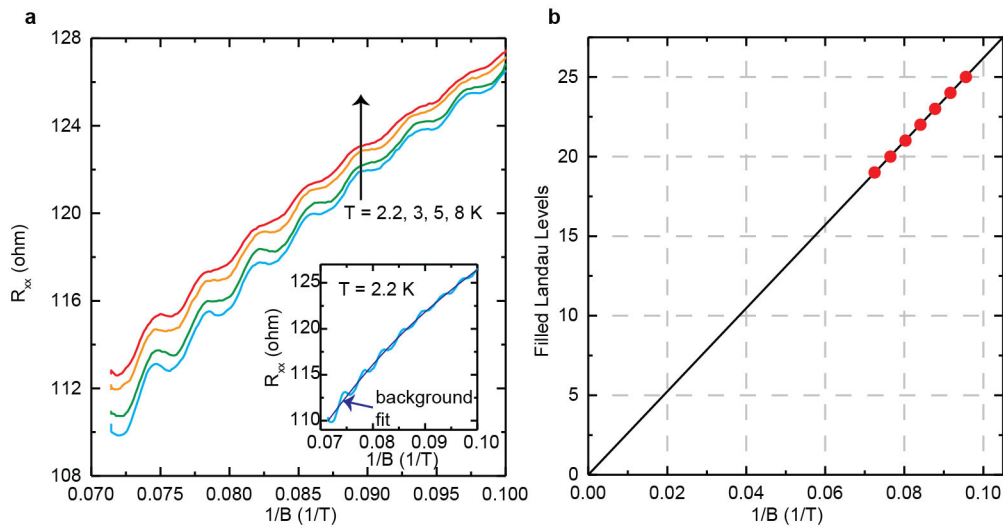 a
128
124
120
116
112
108
R_xx (ohm)
0.070 0.075 0.080 0.085 0.090 0.095 0.100
1/B (1/T)
T = 2.2, 3, 5, 8 K
125
120
115
110
R_xx (ohm)
T = 2.2 K
background
fit
0.07 0.08 0.09 0.10
1/B (1/T)
b
25
20
15
10
5
0
Filled Landau Levels
0.00 0.02 0.04 0.06 0.08 0.10
1/B (1/T)